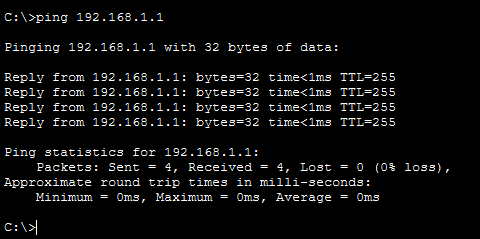 C:\>ping 192.168.1.1
Pinging 192.168.1.1 with 32 bytes of data:
Reply from 192.168.1.1: bytes=32 time<1ms TTL=255
Reply from 192.168.1.1: bytes=32 time<1ms TTL=255
Reply from 192.168.1.1: bytes=32 time<1ms TTL=255
Reply from 192.168.1.1: bytes=32 time<1ms TTL=255
Ping statistics for 192.168.1.1:
    Packets: Sent = 4, Received = 4, Lost = 0 (0% loss),
Approximate round trip times in milli-seconds:
    Minimum = 0ms, Maximum = 0ms, Average = 0ms
C:\>